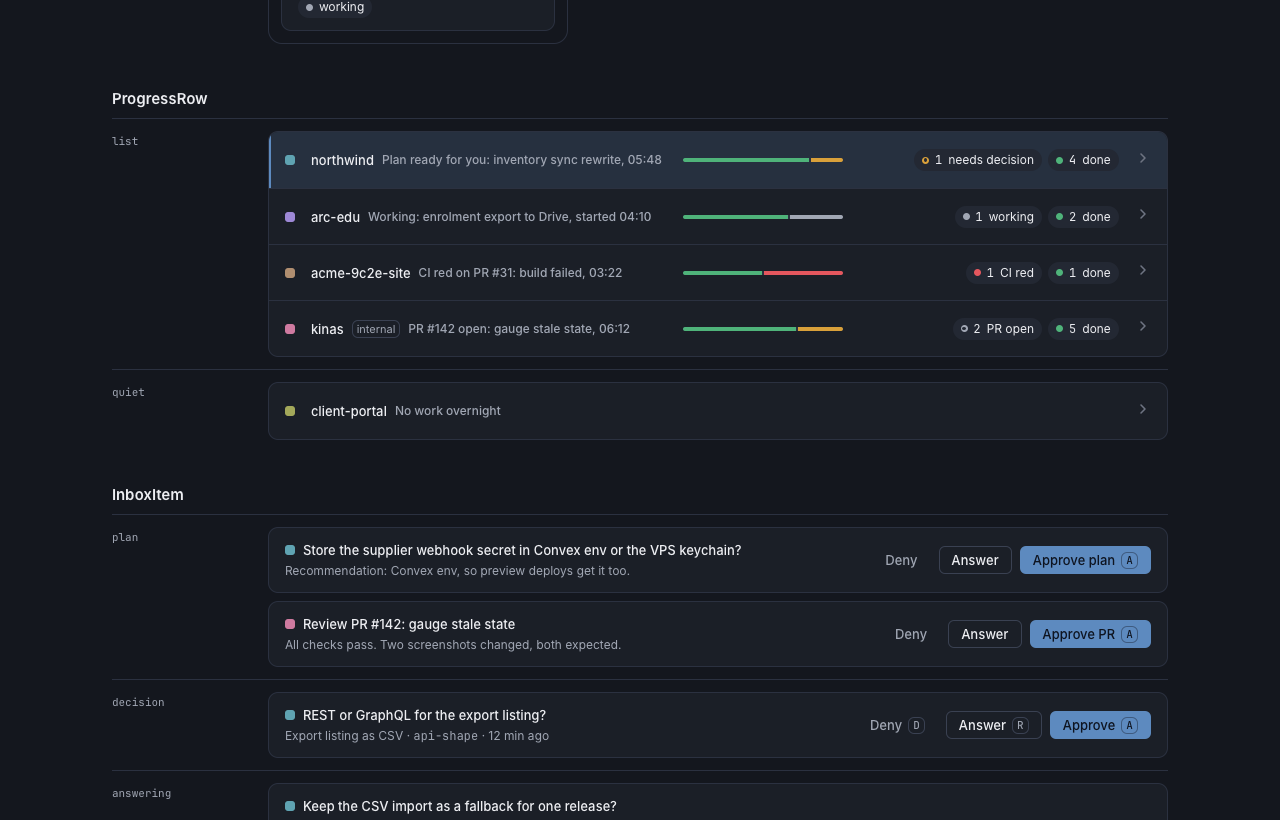 working
ProgressRow
list
northwind Plan ready for you: inventory sync rewrite, 05:48 1 needs decision 4 done
arc-edu Working: enrolment export to Drive, started 04:10 1 working 2 done
acme-9c2e-site CI red on PR #31: build failed, 03:22 1 CI red 1 done
kinas internal PR #142 open: gauge stale state, 06:12 2 PR open 5 done
quiet
client-portal No work overnight
InboxItem
plan
Store the supplier webhook secret in Convex env or the VPS keychain?
Recommendation: Convex env, so preview deploys get it too.
Deny Answer Approve plan A
Review PR #142: gauge stale state
All checks pass. Two screenshots changed, both expected.
Deny Answer Approve PR A
decision
REST or GraphQL for the export listing?
Export listing as CSV · api-shape · 12 min ago
Deny D Answer R Approve A
answering
Keep the CSV import as a fallback for one release?